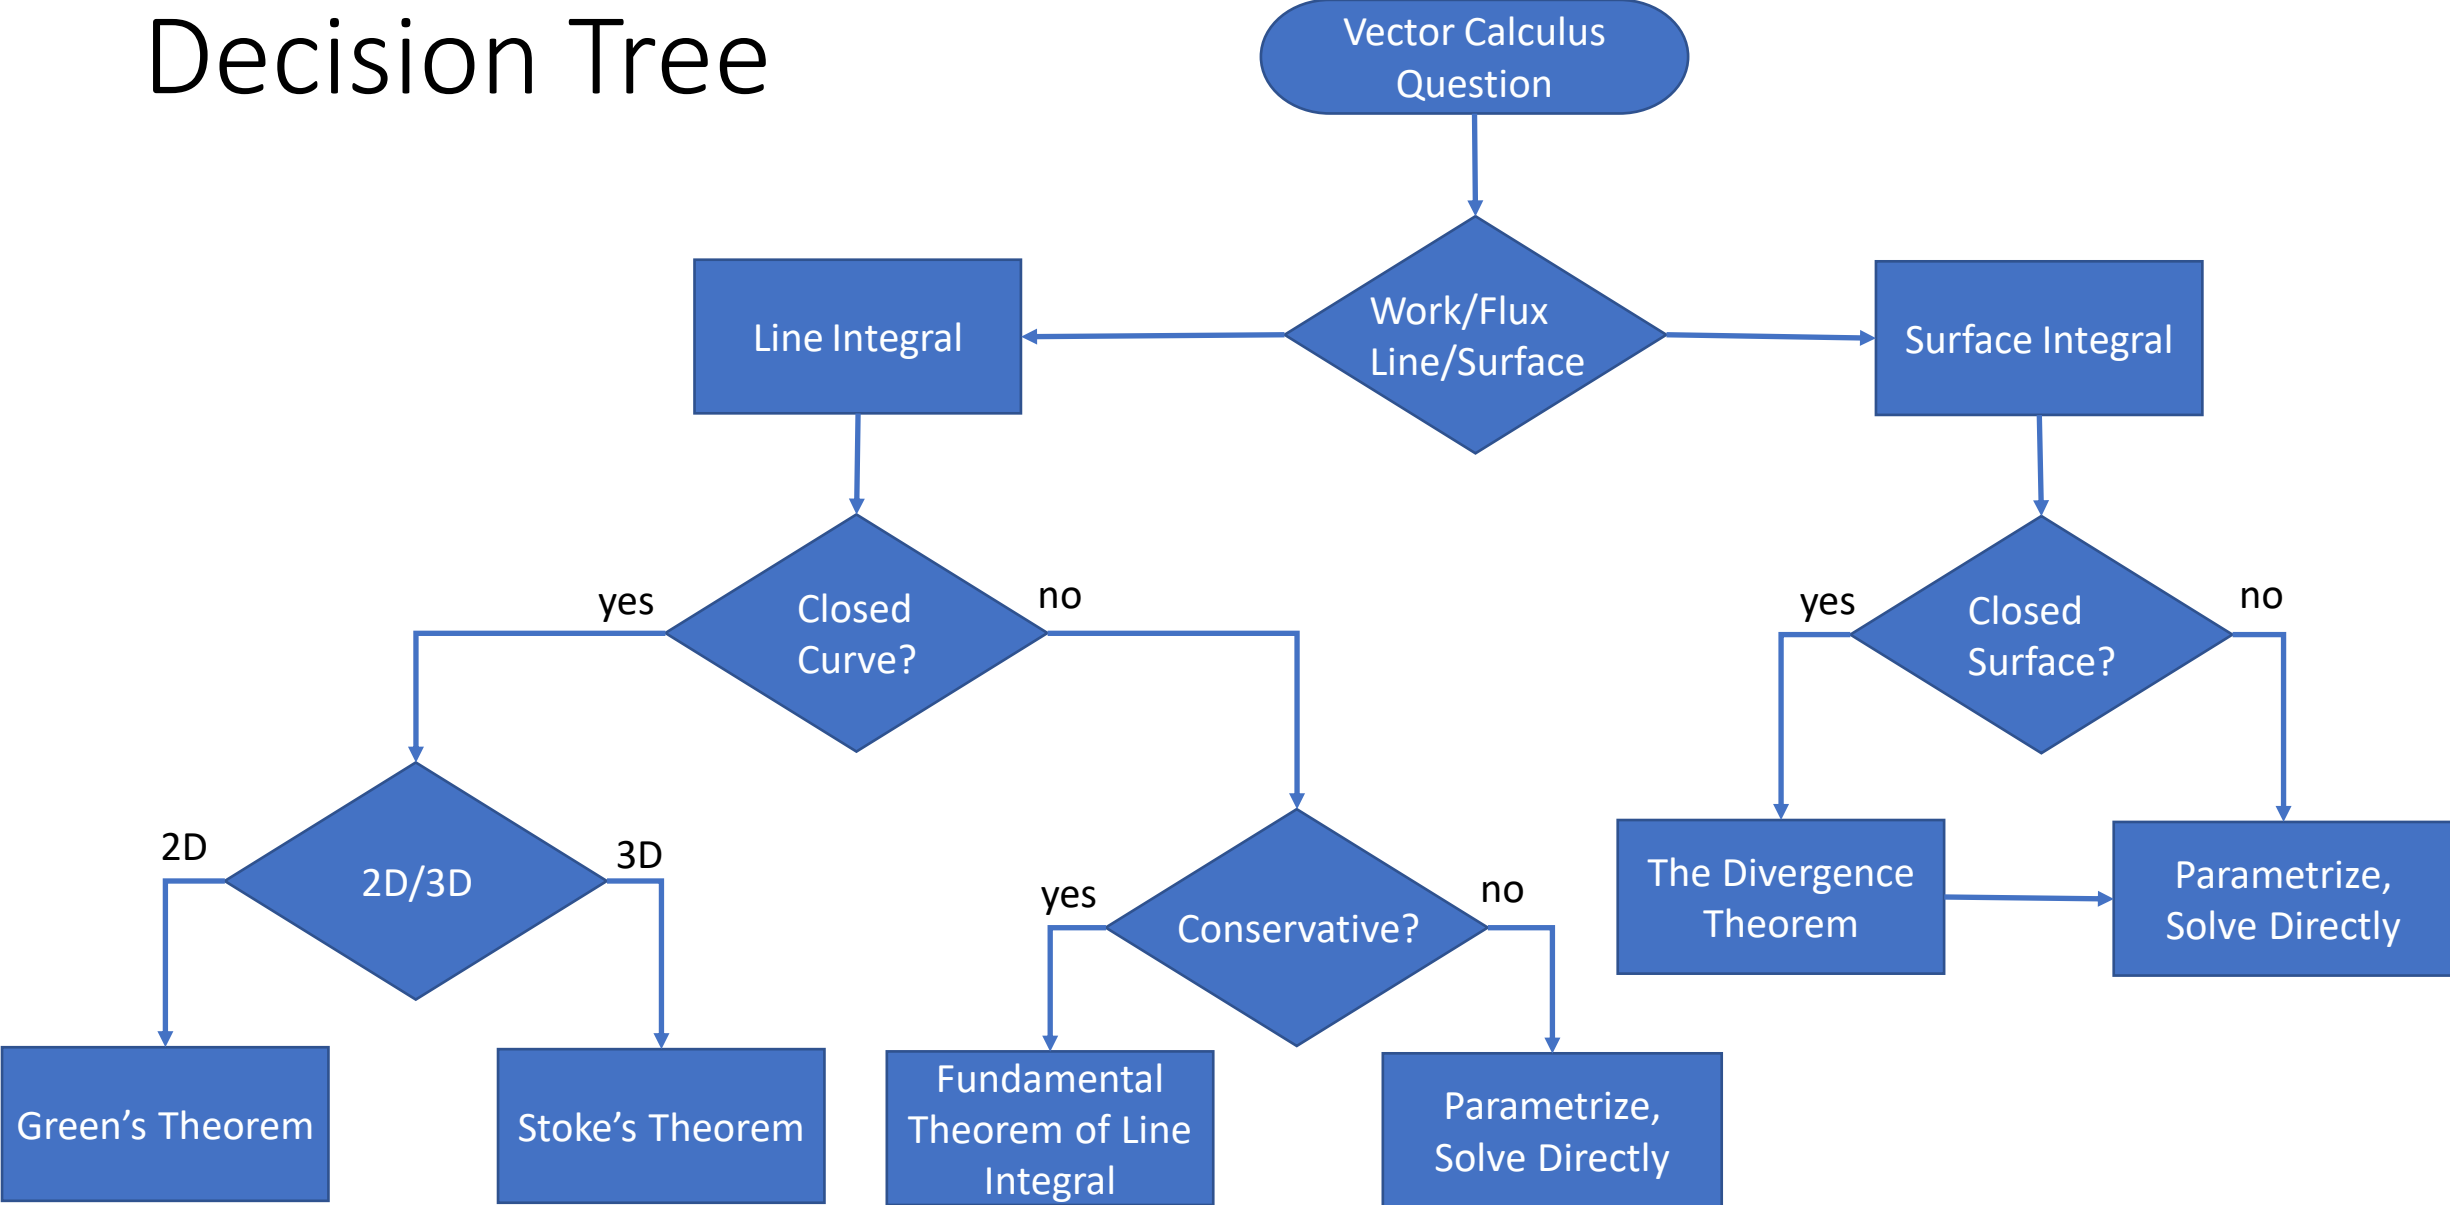 Decision Tree
Vector Calculus
Question
Line Integral
Work/Flux
Line/Surface
Surface Integral
yes
Closed
Curve?
no
yes
Closed
Surface?
no
2D
2D/3D
3D
yes
Conservative?
no
The Divergence
Theorem
Parametrize,
Solve Directly
Green’s Theorem
Stoke’s Theorem
Fundamental
Theorem of Line
Integral
Parametrize,
Solve Directly